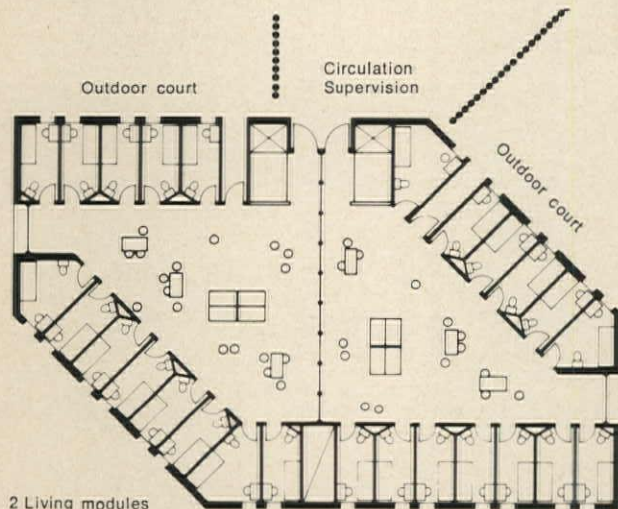 Outdoor court
Circulation
Supervision
Outdoor court
2 Living modules